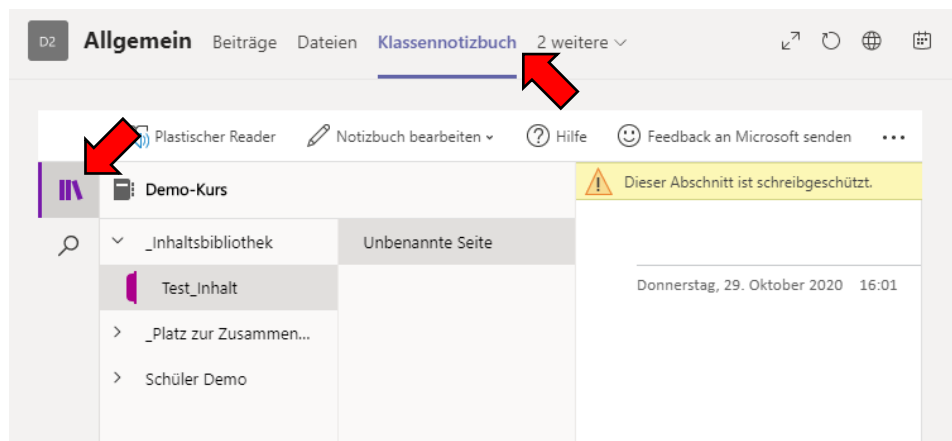 D2 Allgemein Beiträge Dateien Klassennotizbuch 2 weitere
Plastischer Reader Notizbuch bearbeiten Hilfe Feedback an Microsoft senden ...
Demo-Kurs
Dieser Abschnitt ist schreibgeschützt.
_Inhaltsbibliothek
Unbenannte Seite
Test_Inhalt
Donnerstag, 29. Oktober 2020 16:01
_Platz zur Zusammen...
Schüler Demo